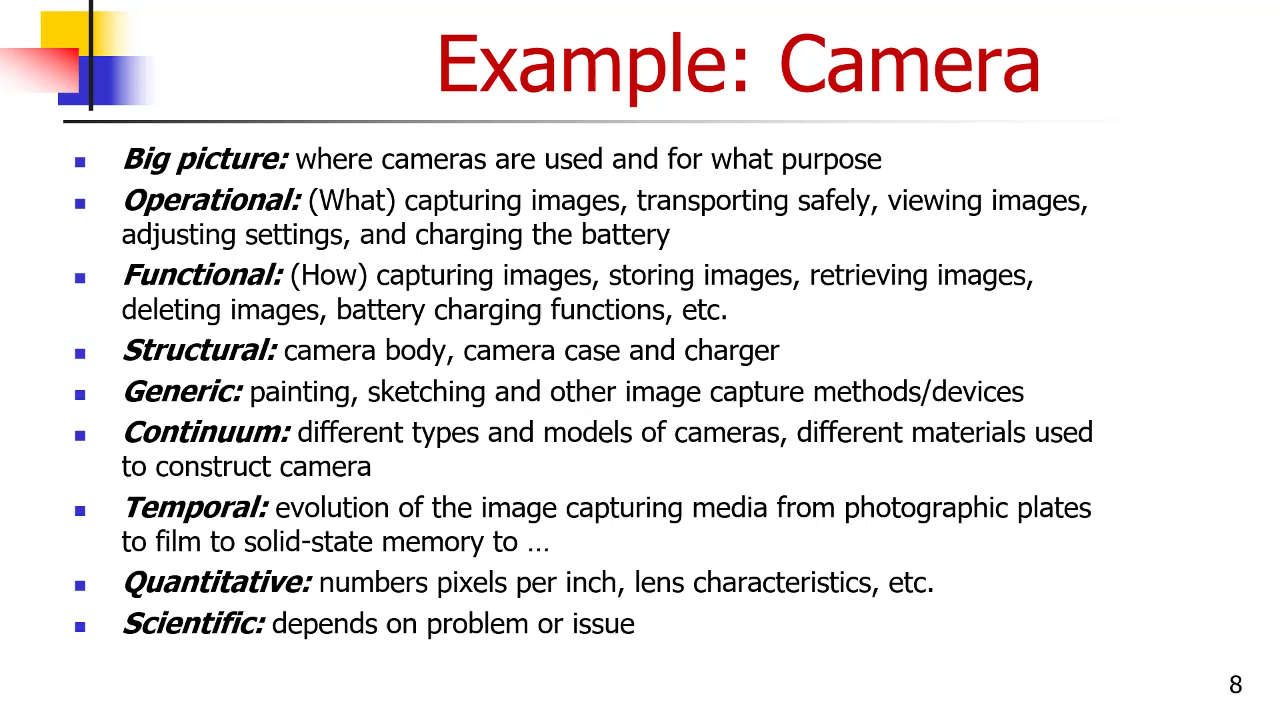 Example: Camera
Big picture: where cameras are used and for what purpose
Operational: (What) capturing images, transporting safely, viewing images,
adjusting settings, and charging the battery
Functional: (How) capturing images, storing images, retrieving images,
deleting images, battery charging functions, etc.
Structural: camera body, camera case and charger
Generic: painting, sketching and other image capture methods/devices
Continuum: different types and models of cameras, different materials used
to construct camera
Temporal: evolution of the image capturing media from photographic plates
to film to solid-state memory to …
Quantitative: numbers pixels per inch, lens characteristics, etc.
Scientific: depends on problem or issue
8